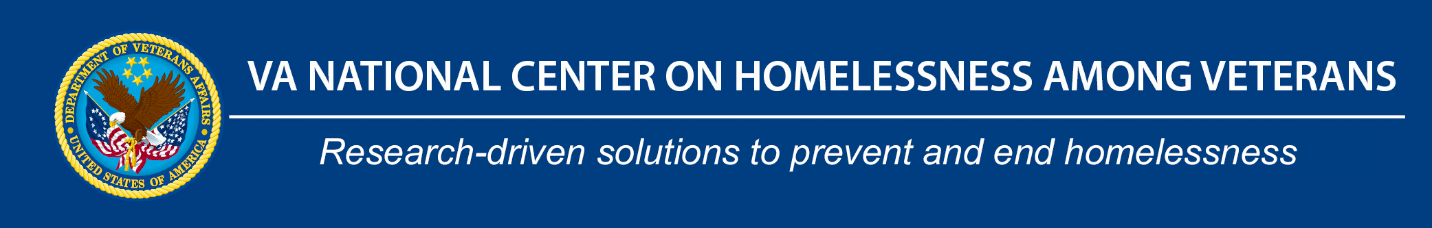 DEPARTMENT OF VETERANS AFFAIRS
UNITED STATES OF AMERICA
VA NATIONAL CENTER ON HOMELESSNESS AMONG VETERANS
Research-driven solutions to prevent and end homelessness